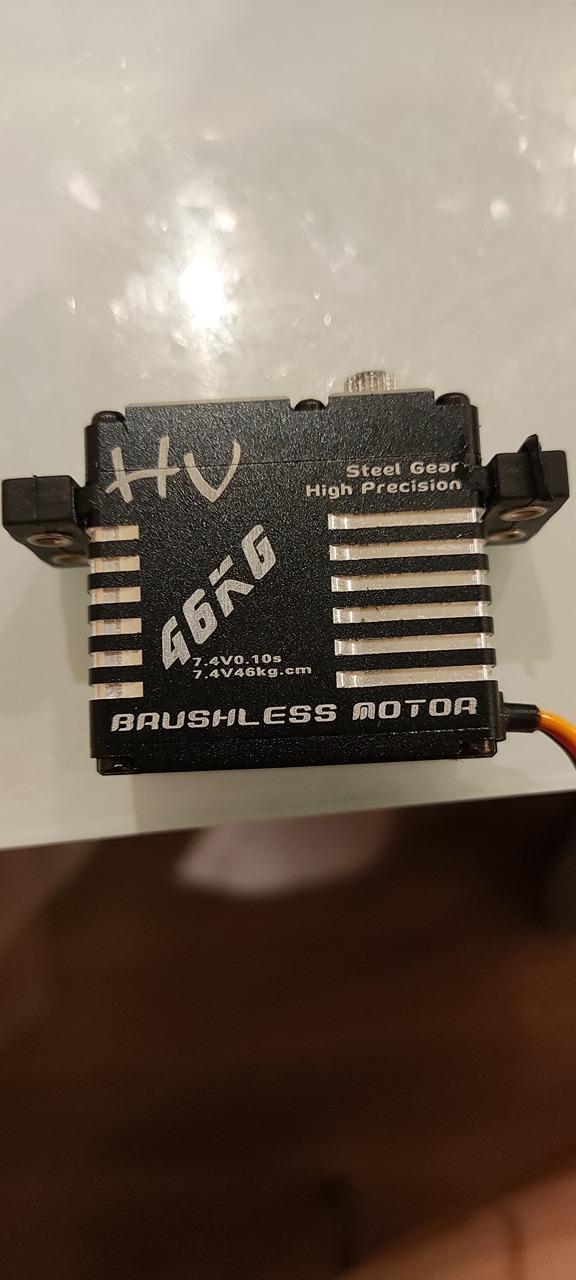 HV
Steel Gear
High Precision
46KG
7.4V0.10s
7.4V46kg.cm
BRUSHLESS MOTOR